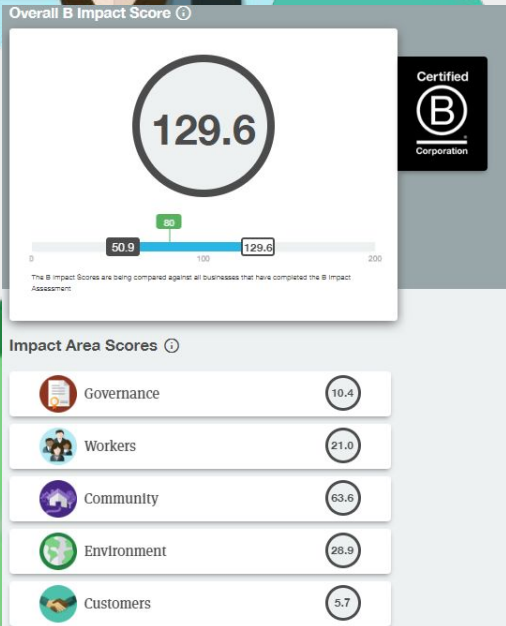 Overall B Impact Score
129.6
Certified
B
Corporation
80
50.9
129.6
0
100
200
The B Impact Scores are being compared against all businesses that have completed the B Impact
Assessment
Impact Area Scores
Governance
10.4
Workers
21.0
Community
63.6
Environment
28.9
Customers
5.7